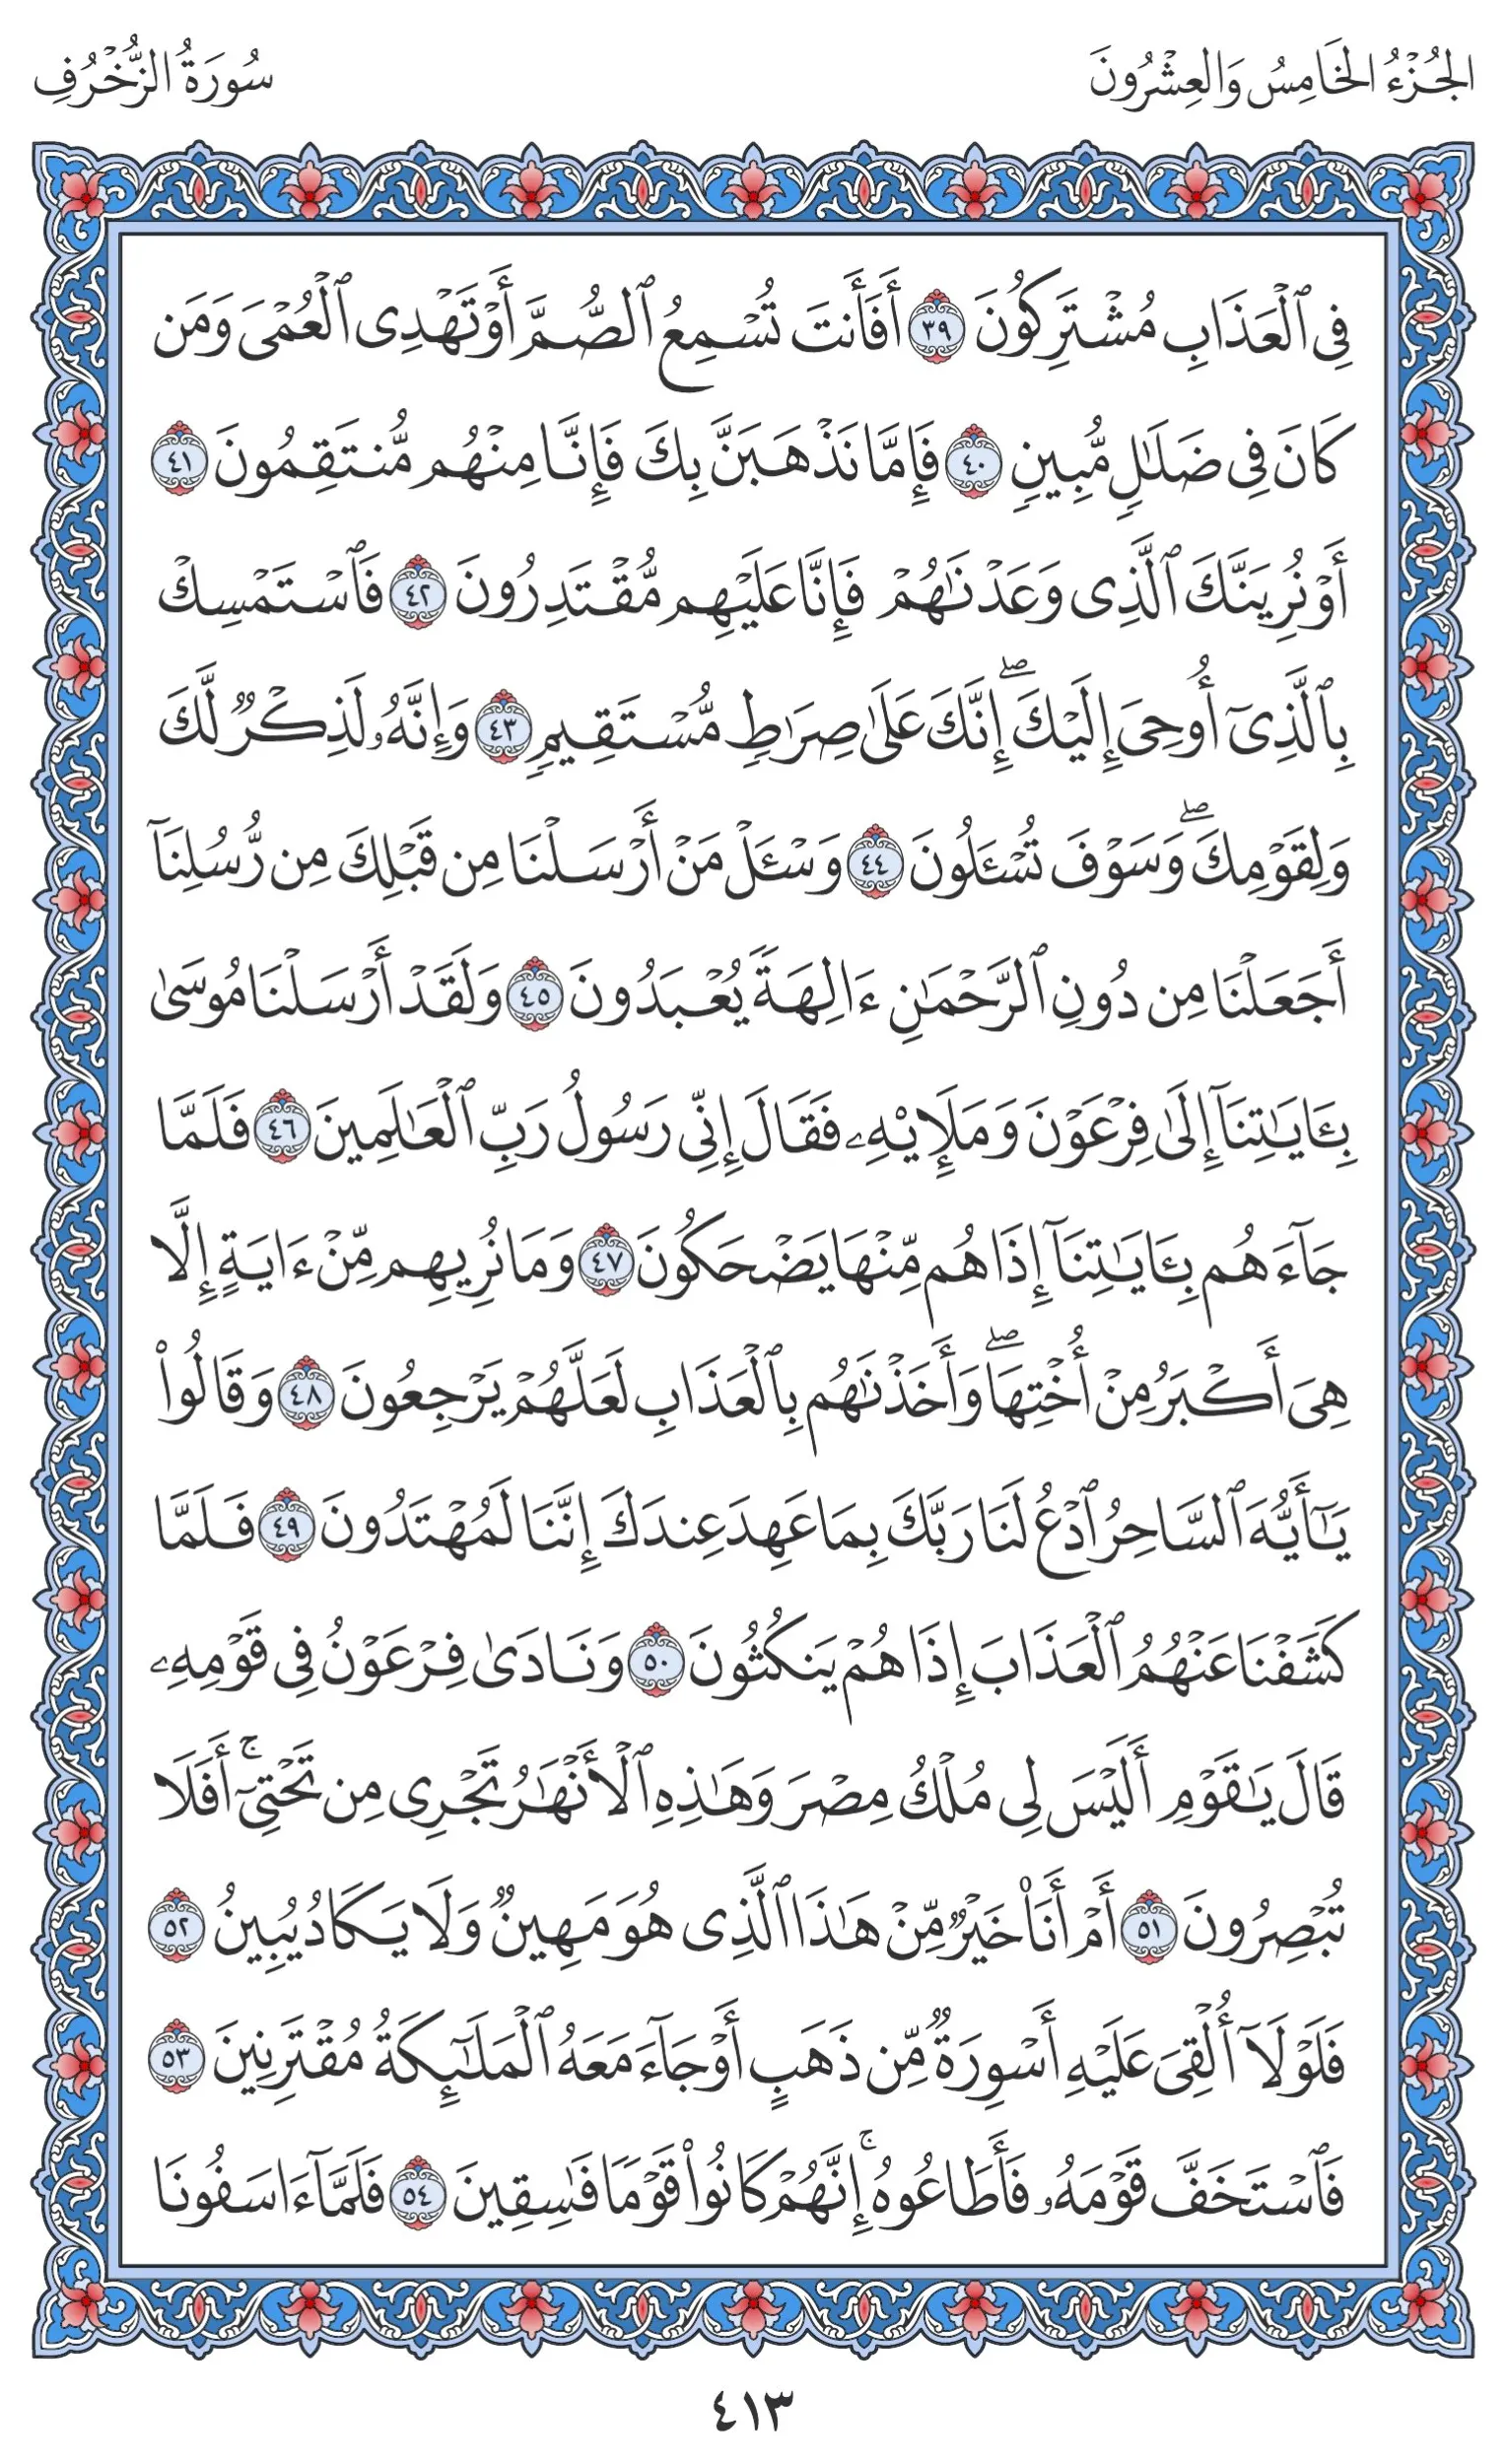 الجُزْءُ الخَامِسُ وَالعِشْرُونَ
سُورَةُ الزُّخْرُفِ
فِى ٱلْعَذَابِ مُشْتَرِكُونَ ٣٩ أَفَأَنتَ تُسْمِعُ ٱلصُّمَّ أَوْ تَهْدِى ٱلْعُمْىَ وَمَن
كَانَ فِى ضَلَٰلٍ مُّبِينٍ ٤٠ فَإِمَّا نَذْهَبَنَّ بِكَ فَإِنَّا مِنْهُم مُّنتَقِمُونَ ٤١
أَوْ نُرِيَنَّكَ ٱلَّذِى وَعَدْنَٰهُمْ فَإِنَّا عَلَيْهِم مُّقْتَدِرُونَ ٤٢ فَٱسْتَمْسِكْ
بِٱلَّذِىٓ أُوحِىَ إِلَيْكَ ۖ إِنَّكَ عَلَىٰ صِرَٰطٍ مُّسْتَقِيمٍ ٤٣ وَإِنَّهُۥ لَذِكْرٌ لَّكَ
وَلِقَوْمِكَ ۖ وَسَوْفَ تُسْـَٔلُونَ ٤٤ وَسْـَٔلْ مَنْ أَرْسَلْنَا مِن قَبْلِكَ مِن رُّسُلِنَآ
أَجَعَلْنَا مِن دُونِ ٱلرَّحْمَٰنِ ءَالِهَةً يُعْبَدُونَ ٤٥ وَلَقَدْ أَرْسَلْنَا مُوسَىٰ
بِـَٔايَٰتِنَآ إِلَىٰ فِرْعَوْنَ وَمَلَإِيْهِۦ فَقَالَ إِنِّى رَسُولُ رَبِّ ٱلْعَٰلَمِينَ ٤٦ فَلَمَّا
جَآءَهُم بِـَٔايَٰتِنَآ إِذَا هُم مِّنْهَا يَضْحَكُونَ ٤٧ وَمَا نُرِيهِم مِّنْ ءَايَةٍ إِلَّا
هِىَ أَكْبَرُ مِنْ أُخْتِهَا ۖ وَأَخَذْنَٰهُم بِٱلْعَذَابِ لَعَلَّهُمْ يَرْجِعُونَ ٤٨ وَقَالُوا۟
يَٰٓأَيُّهَ ٱلسَّاحِرُ ٱدْعُ لَنَا رَبَّكَ بِمَا عَهِدَ عِندَكَ إِنَّنَا لَمُهْتَدُونَ ٤٩ فَلَمَّا
كَشَفْنَا عَنْهُمُ ٱلْعَذَابَ إِذَا هُمْ يَنكُثُونَ ٥٠ وَنَادَىٰ فِرْعَوْنُ فِى قَوْمِهِۦ
قَالَ يَٰقَوْمِ أَلَيْسَ لِى مُلْكُ مِصْرَ وَهَٰذِهِ ٱلْأَنْهَٰرُ تَجْرِى مِن تَحْتِىٓ ۚ أَفَلَا
تُبْصِرُونَ ٥١ أَمْ أَنَا۠ خَيْرٌ مِّنْ هَٰذَا ٱلَّذِى هُوَ مَهِينٌ وَلَا يَكَادُ يُبِينُ ٥٢
فَلَوْلَآ أُلْقِىَ عَلَيْهِ أَسْوِرَةٌ مِّن ذَهَبٍ أَوْ جَآءَ مَعَهُ ٱلْمَلَٰٓئِكَةُ مُقْتَرِنِينَ ٥٣
فَٱسْتَخَفَّ قَوْمَهُۥ فَأَطَاعُوهُ ۚ إِنَّهُمْ كَانُوا۟ قَوْمًا فَٰسِقِينَ ٥٤ فَلَمَّآ ءَاسَفُونَا
٤١٣